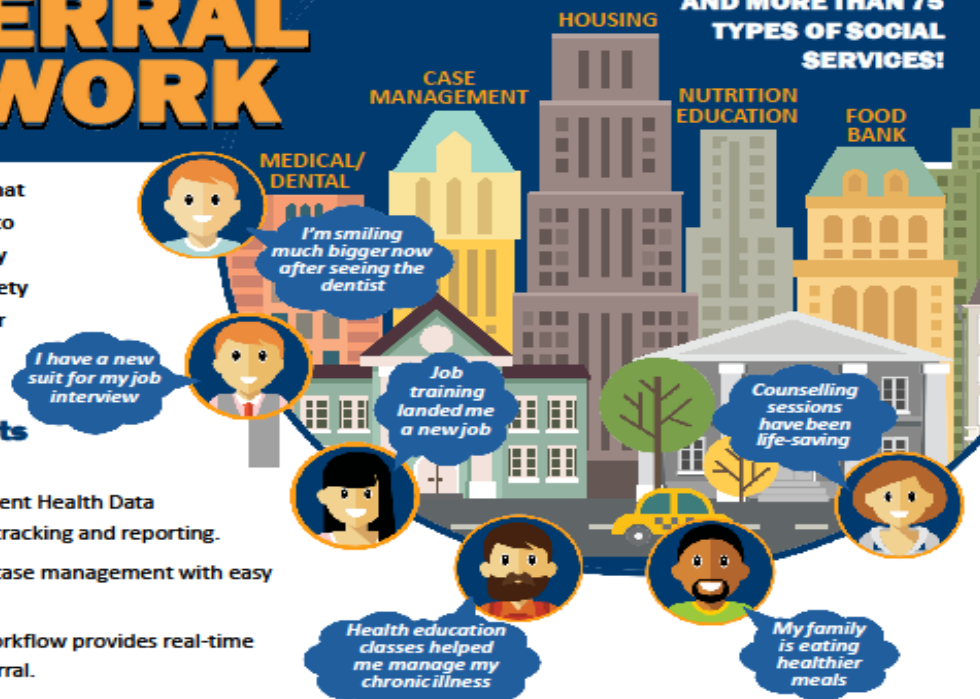 ERRAL
WORK
AND MORE THAN 75
TYPES OF SOCIAL
SERVICES!
HOUSING
CASE
MANAGEMENT
NUTRITION
EDUCATION
FOOD
BANK
MEDICAL/
DENTAL
hat
to
y
ety
r
I'm smiling
much bigger now
after seeing the
dentist
I have a new
suit for my job
interview
Job
training
landed me
a new job
Counselling
sessions
have been
life-saving
ts
ent Health Data
tracking and reporting.
case management with easy
orkflow provides real-time
rral.
Health education
classes helped
me manage my
chronic illness
My family
is eating
healthier
meals